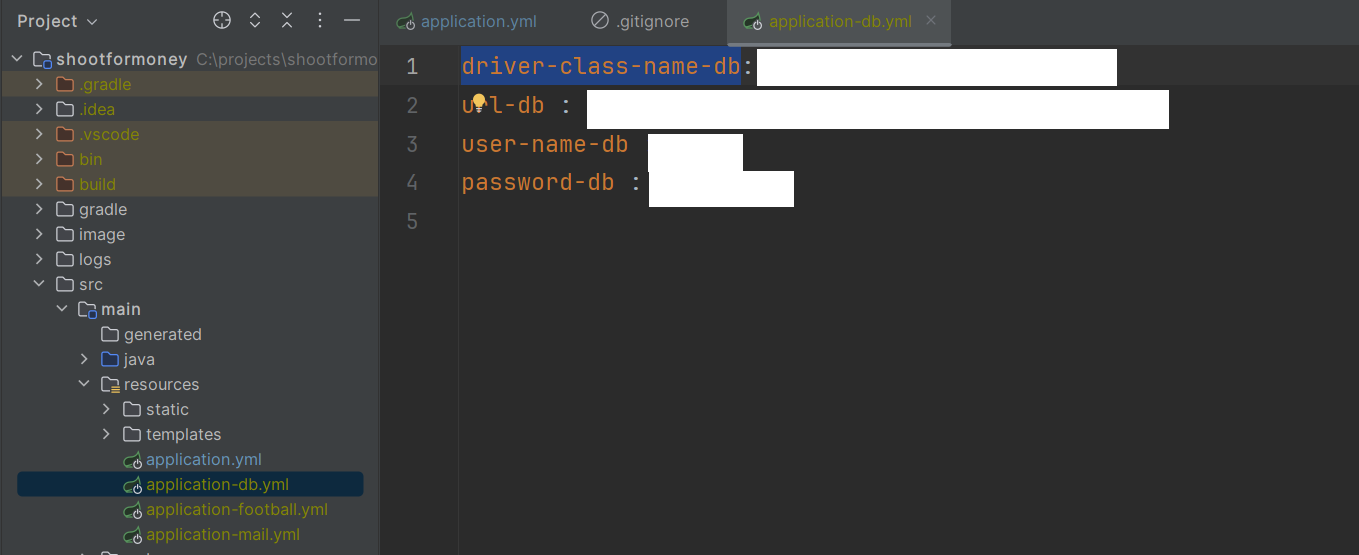 Project
shootformoney C:\projects\shootformo
.gradle
.idea
.vscode
bin
build
gradle
image
logs
src
main
generated
java
resources
static
templates
application.yml
application-db.yml
application-football.yml
application-mail.yml
application.yml .gitignore application-db.yml
1 driver-class-name-db:
2 url-db :
3 user-name-db
4 password-db :
5